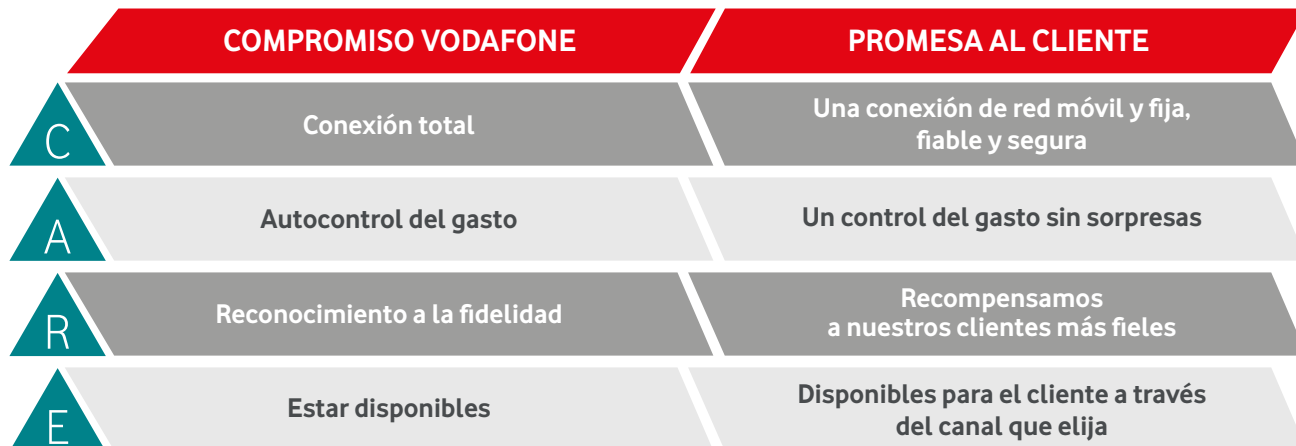 COMPROMISO VODAFONE
PROMESA AL CLIENTE
C
Conexión total
Una conexión de red móvil y fija,
fiable y segura
A
Autocontrol del gasto
Un control del gasto sin sorpresas
R
Reconocimiento a la fidelidad
Recompensamos
a nuestros clientes más fieles
E
Estar disponibles
Disponibles para el cliente a través
del canal que elija